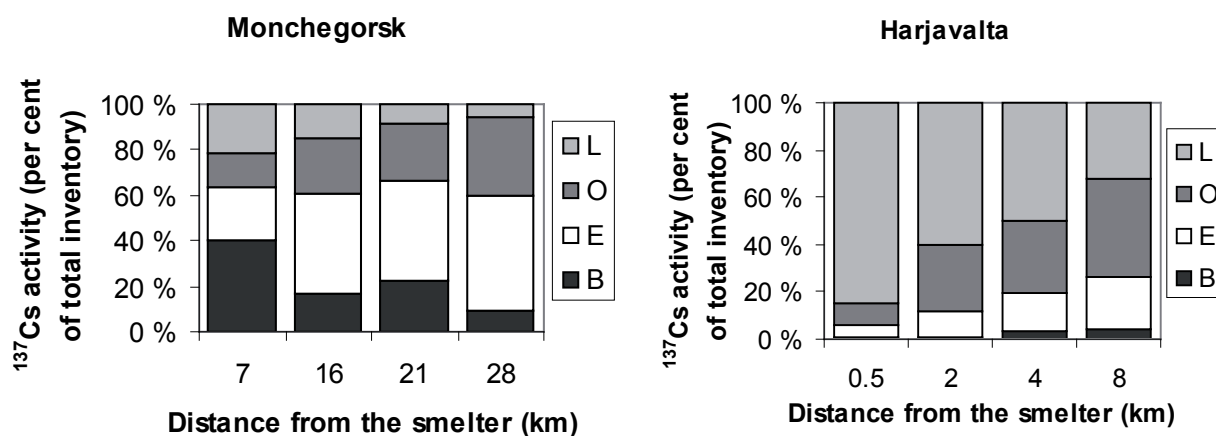 Monchegorsk
¹³⁷Cs activity (per cent
of total inventory)
100 %
80 %
60 %
40 %
20 %
0 %
7 16 21 28
Distance from the smelter (km)
L
O
E
B
Harjavalta
¹³⁷Cs activity (per cent
of total inventory)
100 %
80 %
60 %
40 %
20 %
0 %
0.5 2 4 8
Distance from the smelter (km)
L
O
E
B